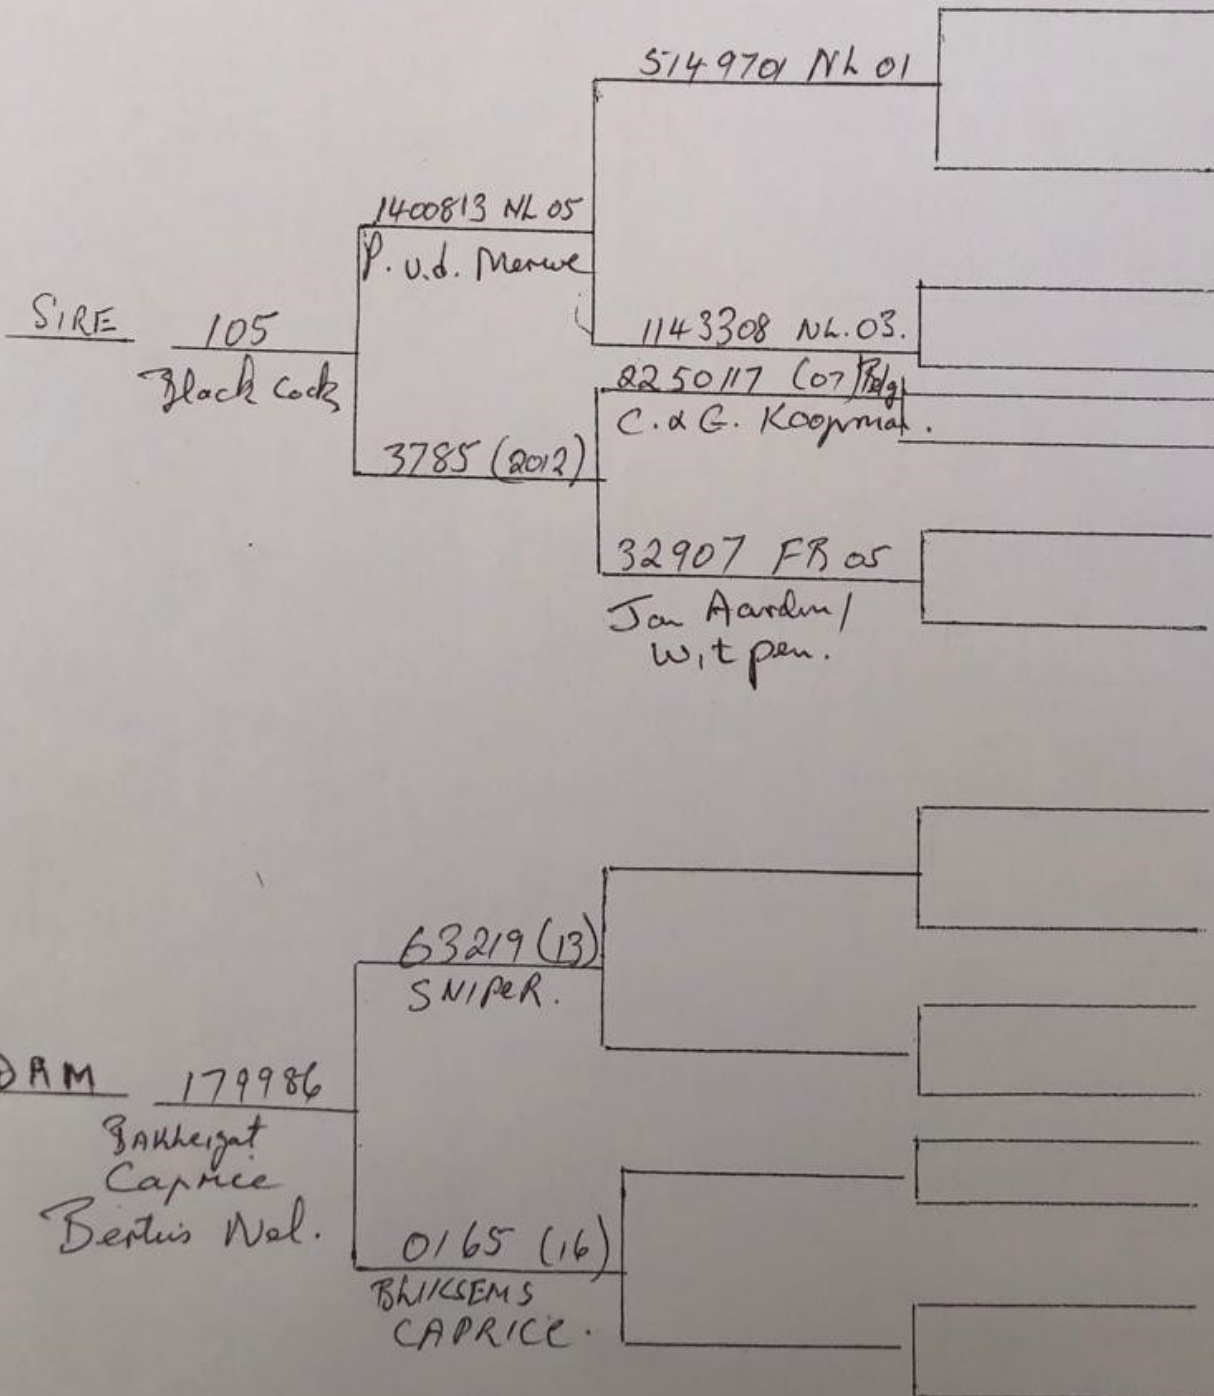 5149701 NL 01
1400813 NL 05
P. v.d. Merwe
SIRE 105
Black Cock
1143308 NL.03.
2250117 (07) Belg
C. & G. Koopman.
3785 (2012)
32907 FR 05
Jan Aarden/
Wit pen.
63219 (13)
SNIPER.
DAM 179986
Caprice
Bertus Nel.
0165 (16)
BLIKSEMS
CAPRICE.